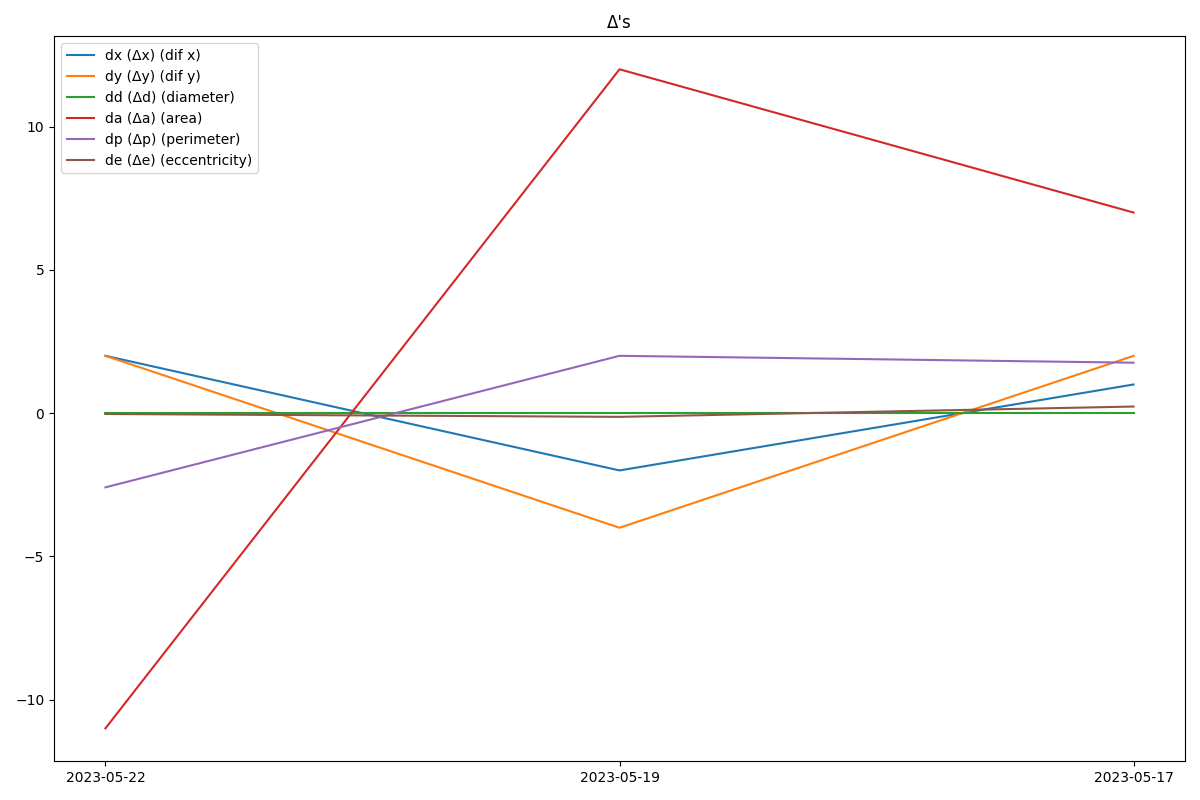 Δ's
dx (Δx) (dif x)
dy (Δy) (dif y)
dd (Δd) (diameter)
da (Δa) (area)
dp (Δp) (perimeter)
de (Δe) (eccentricity)
10
5
0
−5
−10
2023-05-22
2023-05-19
2023-05-17